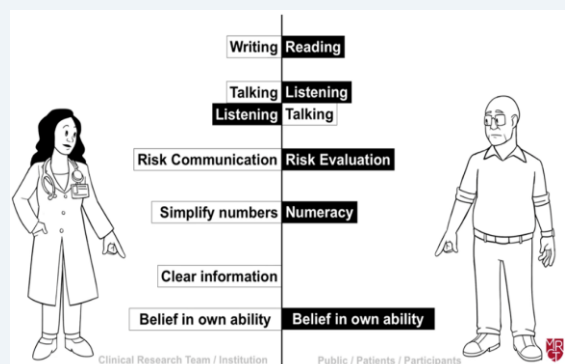 Writing Reading
Talking Listening
Listening Talking
Risk Communication Risk Evaluation
Simplify numbers Numeracy
Clear information
Belief in own ability Belief in own ability
Clinical Research Team / Institution Public / Patients / Participants
MRCT